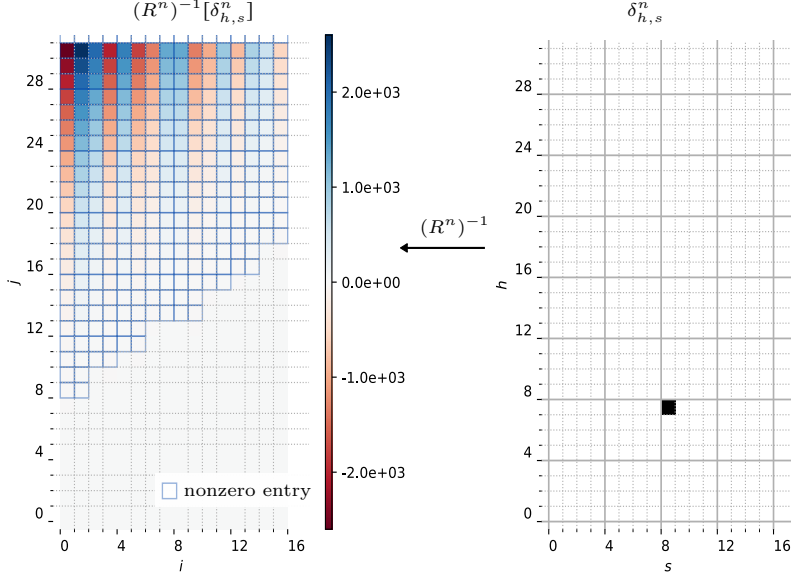 $(R^n)^{-1}[\delta^n_{h,s}]$
28
24
20
16
12
8
4
0
j
0 4 8 12 16
i
nonzero entry
2.0e+03
1.0e+03
0.0e+00
-1.0e+03
-2.0e+03
$(R^n)^{-1}$
$\delta^n_{h,s}$
28
24
20
16
12
8
4
0
h
0 4 8 12 16
s